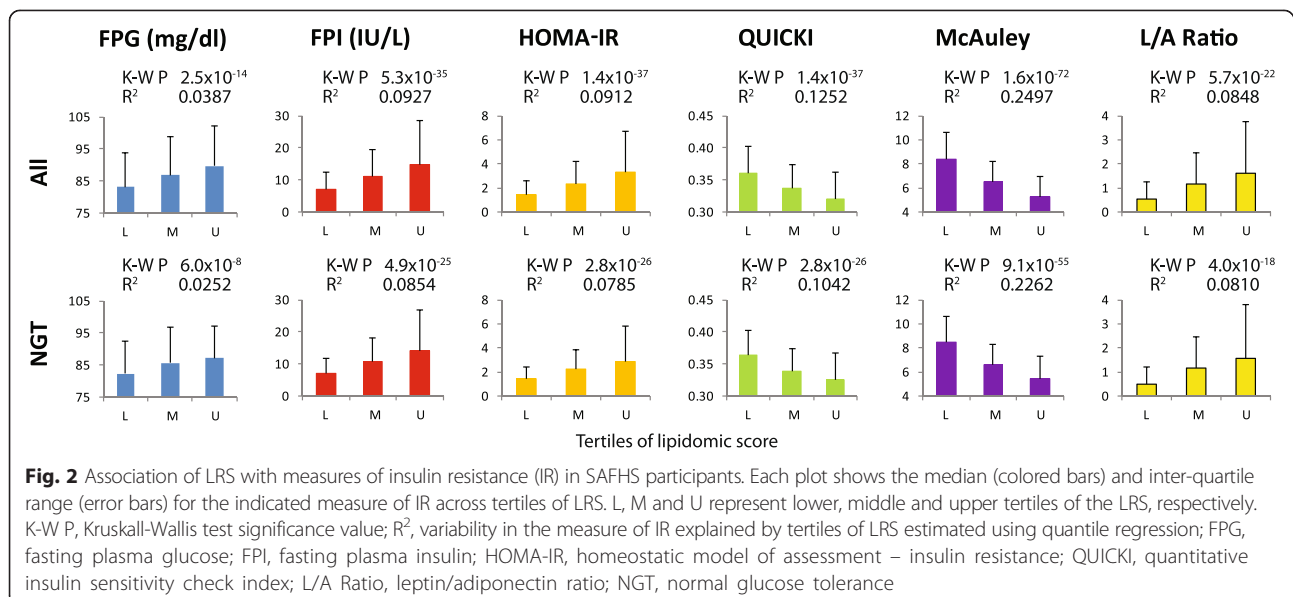 FPG (mg/dl) FPI (IU/L) HOMA-IR QUICKI McAuley L/A Ratio
K-W P 2.5x10⁻¹⁴ K-W P 5.3x10⁻³⁵ K-W P 1.4x10⁻³⁷ K-W P 1.4x10⁻³⁷ K-W P 1.6x10⁻⁷² K-W P 5.7x10⁻²²
R² 0.0387 R² 0.0927 R² 0.0912 R² 0.1252 R² 0.2497 R² 0.0848
All
105 30 8 0.45 12 4
95 20 6 0.40 10 3
85 10 4 0.35 8 2
75 0 2 0.30 6 1
0 4 0
L M U L M U L M U L M U L M U L M U
K-W P 6.0x10⁻⁸ K-W P 4.9x10⁻²⁵ K-W P 2.8x10⁻²⁶ K-W P 2.8x10⁻²⁶ K-W P 9.1x10⁻⁵⁵ K-W P 4.0x10⁻¹⁸
R² 0.0252 R² 0.0854 R² 0.0785 R² 0.1042 R² 0.2262 R² 0.0810
NGT
105 30 8 0.45 12 4
95 20 6 0.40 10 3
85 10 4 0.35 8 2
75 0 2 0.30 6 1
0 4 0
L M U L M U L M U L M U L M U L M U
Tertiles of lipidomic score
Fig. 2 Association of LRS with measures of insulin resistance (IR) in SAFHS participants. Each plot shows the median (colored bars) and inter-quartile
range (error bars) for the indicated measure of IR across tertiles of LRS. L, M and U represent lower, middle and upper tertiles of the LRS, respectively.
K-W P, Kruskall-Wallis test significance value; R², variability in the measure of IR explained by tertiles of LRS estimated using quantile regression; FPG,
fasting plasma glucose; FPI, fasting plasma insulin; HOMA-IR, homeostatic model of assessment – insulin resistance; QUICKI, quantitative
insulin sensitivity check index; L/A Ratio, leptin/adiponectin ratio; NGT, normal glucose tolerance